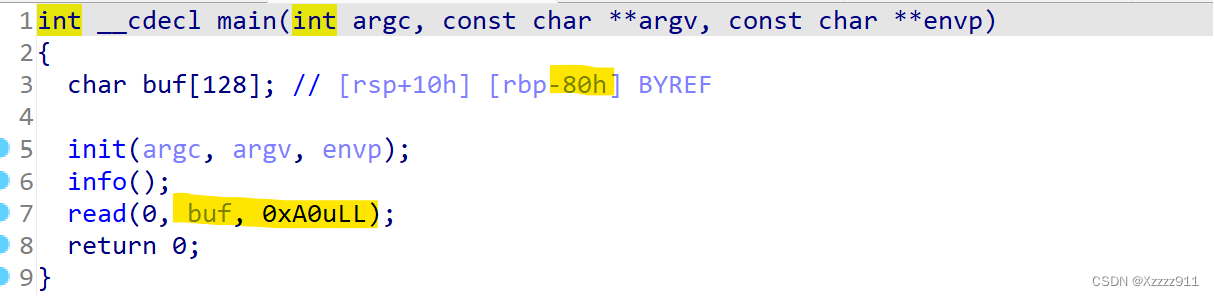 1 int __cdecl main(int argc, const char **argv, const char **envp)
2 {
3   char buf[128]; // [rsp+10h] [rbp-80h] BYREF
4
5   init(argc, argv, envp);
6   info();
7   read(0, buf, 0xA0uLL);
8   return 0;
9 }
CSDN @Xzzzz911